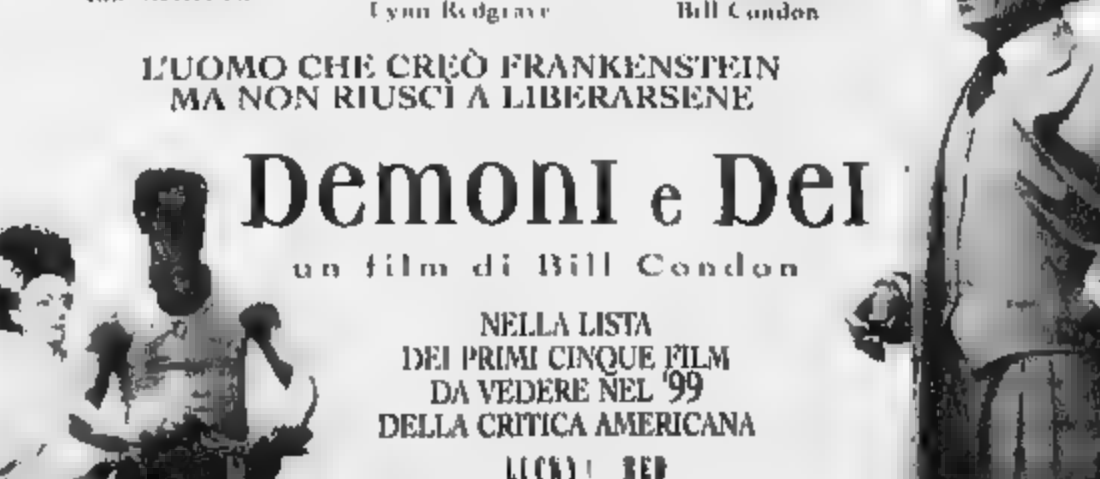 Lynn Redgrave Bill Condon
L'UOMO CHE CREÒ FRANKENSTEIN
MA NON RIUSCÌ A LIBERARSENE
DEMONI e DEI
un film di Bill Condon
NELLA LISTA
DEI PRIMI CINQUE FILM
DA VEDERE NEL '99
DELLA CRITICA AMERICANA